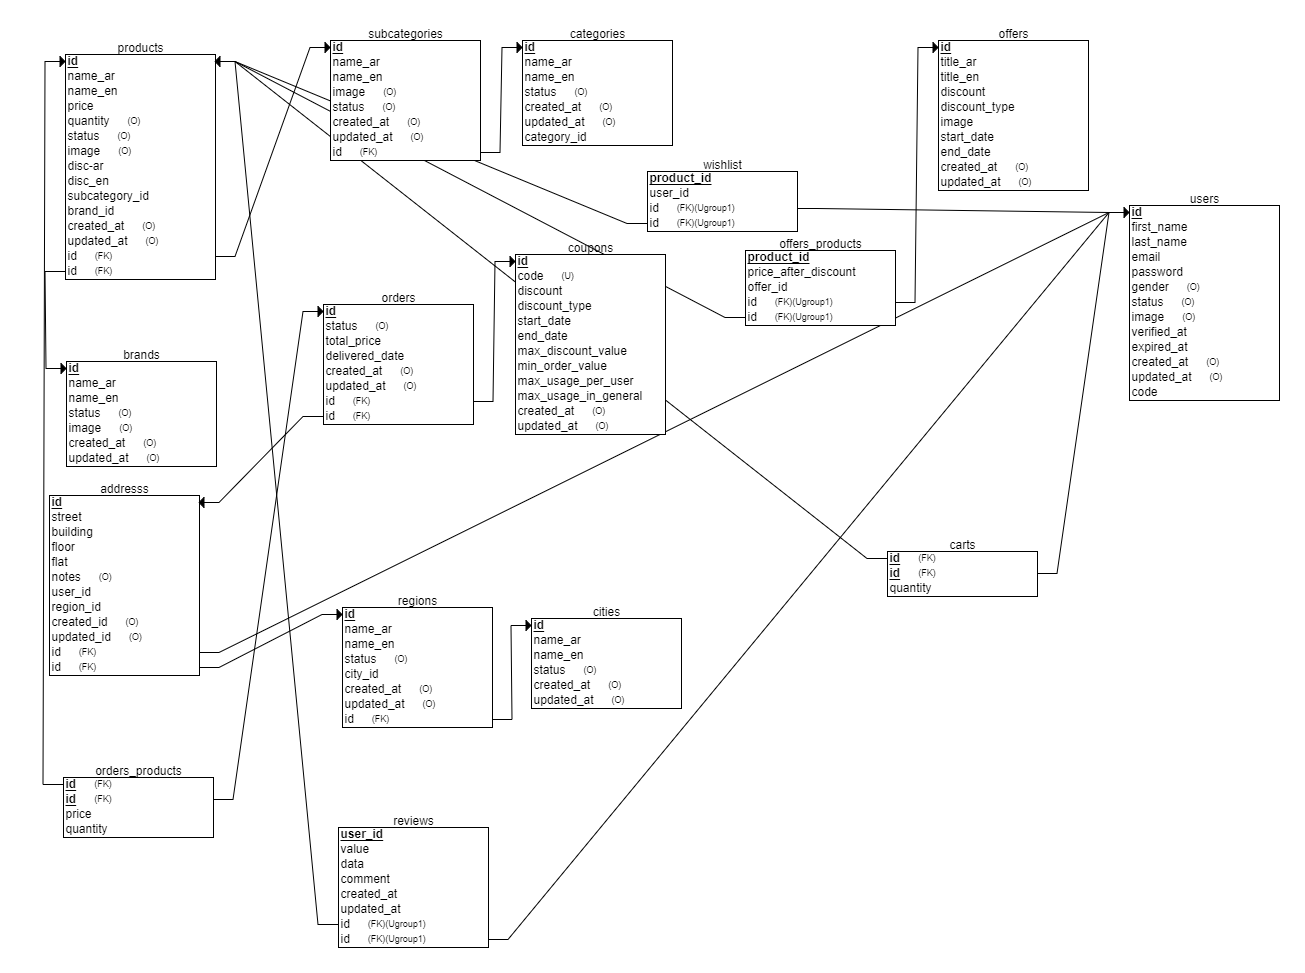 products
id
name_ar
name_en
price
quantity (O)
status (O)
image (O)
disc-ar
disc_en
subcategory_id
brand_id
created_at (O)
updated_at (O)
id (FK)
id (FK)
subcategories
id
name_ar
name_en
image (O)
status (O)
created_at (O)
updated_at (O)
id (FK)
categories
id
name_ar
name_en
status (O)
created_at (O)
updated_at (O)
category_id
offers
id
title_ar
title_en
discount
discount_type
image
start_date
end_date
created_at (O)
updated_at (O)
wishlist
product_id
user_id
id (FK)(Ugroup1)
id (FK)(Ugroup1)
users
id
first_name
last_name
email
password
gender (O)
status (O)
image (O)
verified_at
expired_at
created_at (O)
updated_at (O)
code
offers_products
product_id
price_after_discount
offer_id
id (FK)(Ugroup1)
id (FK)(Ugroup1)
coupons
id
code (U)
discount
discount_type
start_date
end_date
max_discount_value
min_order_value
max_usage_per_user
max_usage_in_general
created_at (O)
updated_at (O)
orders
id
status (O)
total_price
delivered_date
created_at (O)
updated_at (O)
id (FK)
id (FK)
brands
id
name_ar
name_en
status (O)
image (O)
created_at (O)
updated_at (O)
addresss
id
street
building
floor
flat
notes (O)
user_id
region_id
created_id (O)
updated_id (O)
id (FK)
id (FK)
carts
id (FK)
id (FK)
quantity
regions
id
name_ar
name_en
status (O)
city_id
created_at (O)
updated_at (O)
id (FK)
cities
id
name_ar
name_en
status (O)
created_at (O)
updated_at (O)
orders_products
id (FK)
id (FK)
price
quantity
reviews
user_id
value
data
comment
created_at
updated_at
id (FK)(Ugroup1)
id (FK)(Ugroup1)